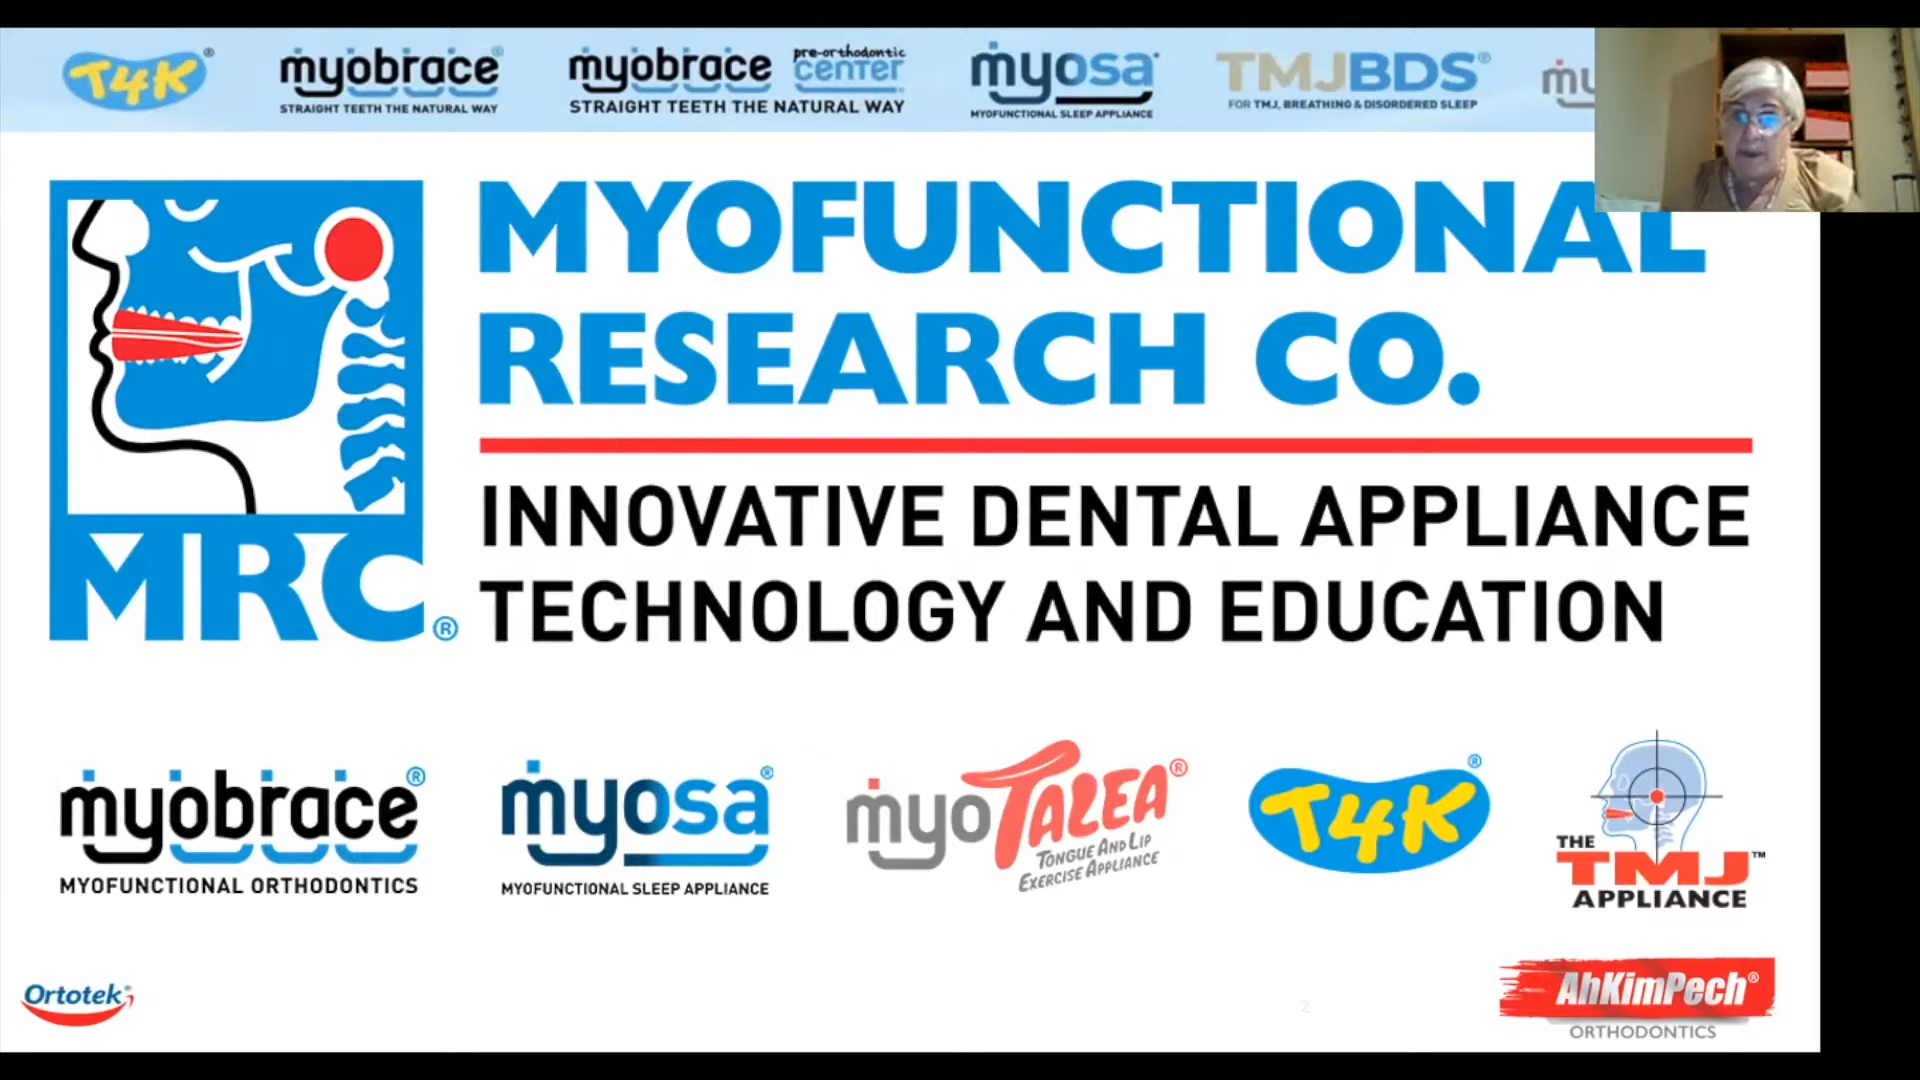 T4K®
myobrace®
STRAIGHT TEETH THE NATURAL WAY
myobrace pre-orthodontic center®
STRAIGHT TEETH THE NATURAL WAY
myosa®
MYOFUNCTIONAL SLEEP APPLIANCE
TMJBDS®
FOR TMJ, BREATHING & DISORDERED SLEEP
MYOFUNCTIONAL
RESEARCH CO.
INNOVATIVE DENTAL APPLIANCE
TECHNOLOGY AND EDUCATION
MRC®
myobrace®
MYOFUNCTIONAL ORTHODONTICS
myosa®
MYOFUNCTIONAL SLEEP APPLIANCE
myoTALEA®
TONGUE AND LIP
EXERCISE APPLIANCE
T4K®
THE
TMJ™
APPLIANCE
Ortotek®
2
AhKimPech®
ORTHODONTICS